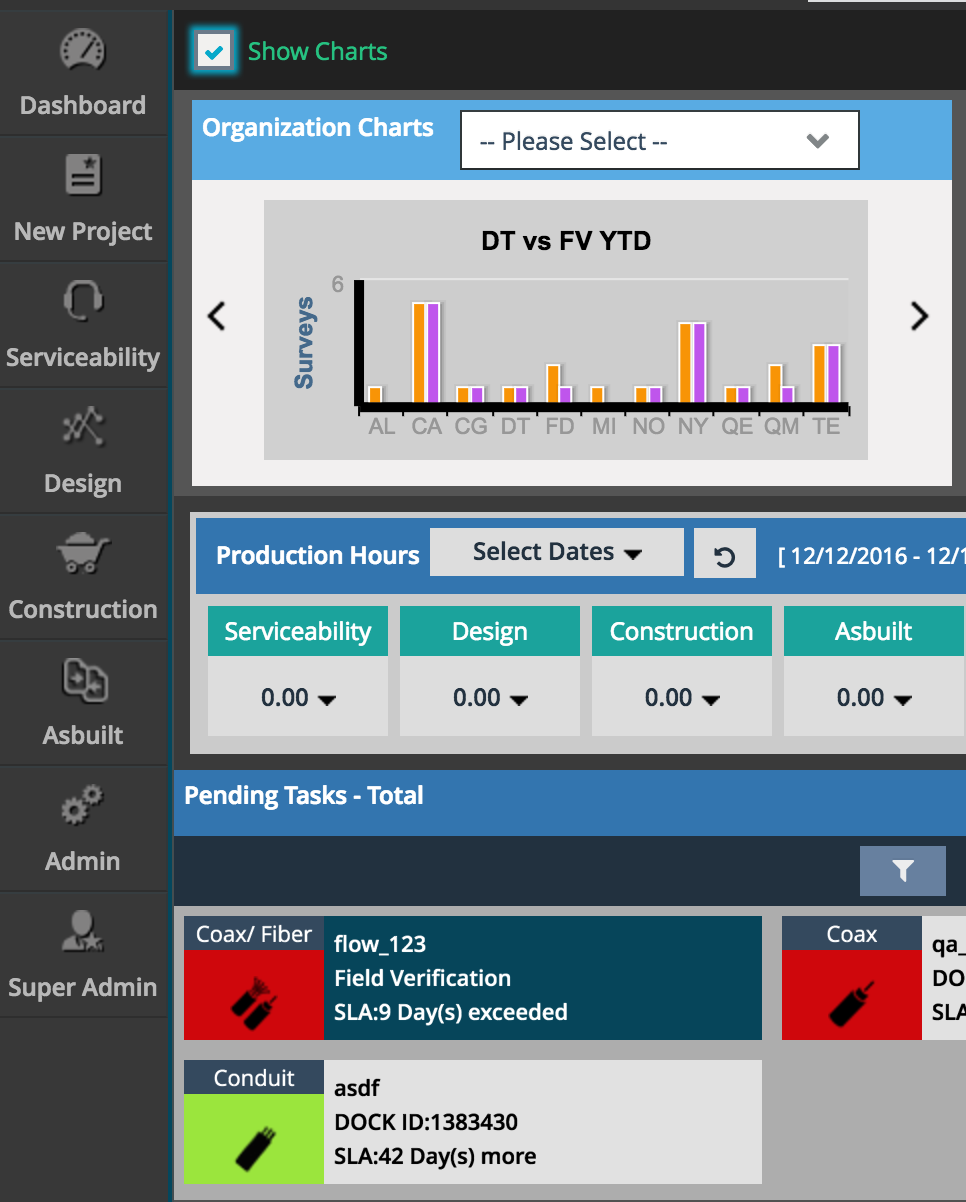 Dashboard
New Project
Serviceability
Design
Construction
Asbuilt
Admin
Super Admin
Show Charts
Organization Charts
-- Please Select --
DT vs FV YTD
Surveys
6
AL CA CG DT FD MI NO NY QE QM TE
Production Hours
Select Dates
[ 12/12/2016 - 12/1
Serviceability Design Construction Asbuilt
0.00 0.00 0.00 0.00
Pending Tasks - Total
Coax/ Fiber
flow_123
Field Verification
SLA:9 Day(s) exceeded
Coax
qa_
DO
SLA
Conduit
asdf
DOCK ID:1383430
SLA:42 Day(s) more